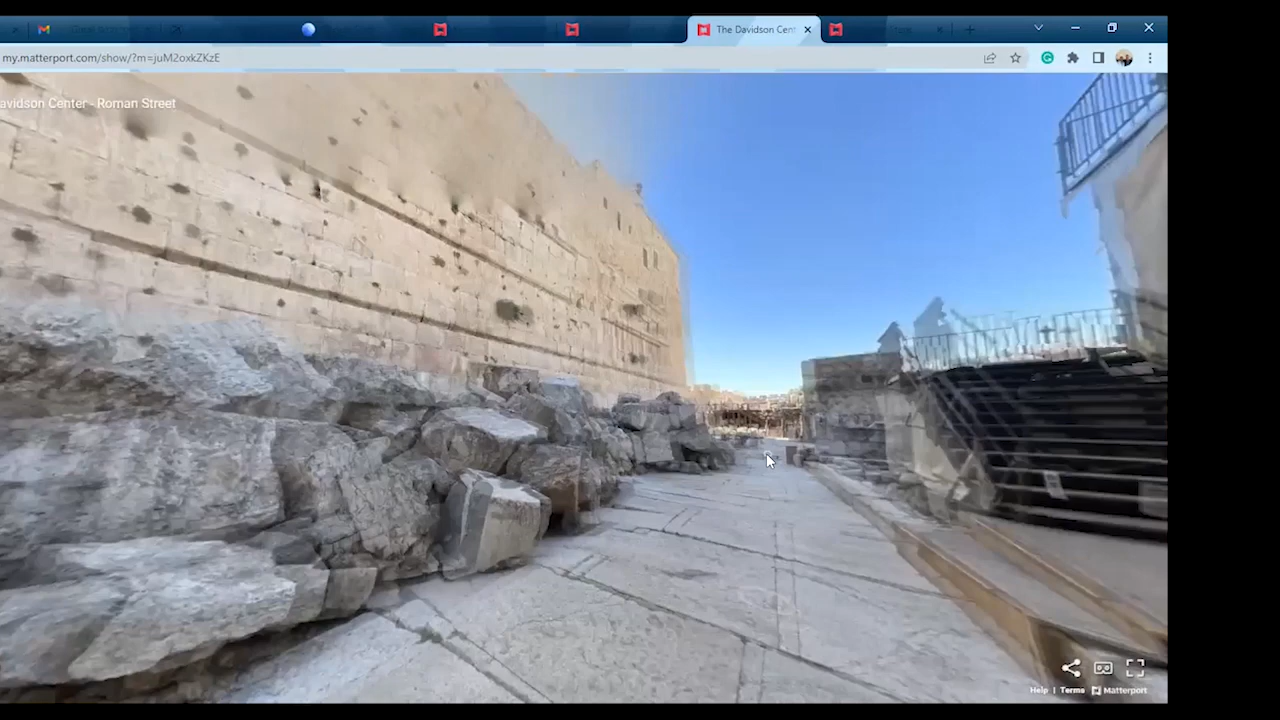 The Davidson Cent
my.matterport.com/show/?m=juM2oxkZKzE
avidson Center - Roman Street
Help | Terms Matterport